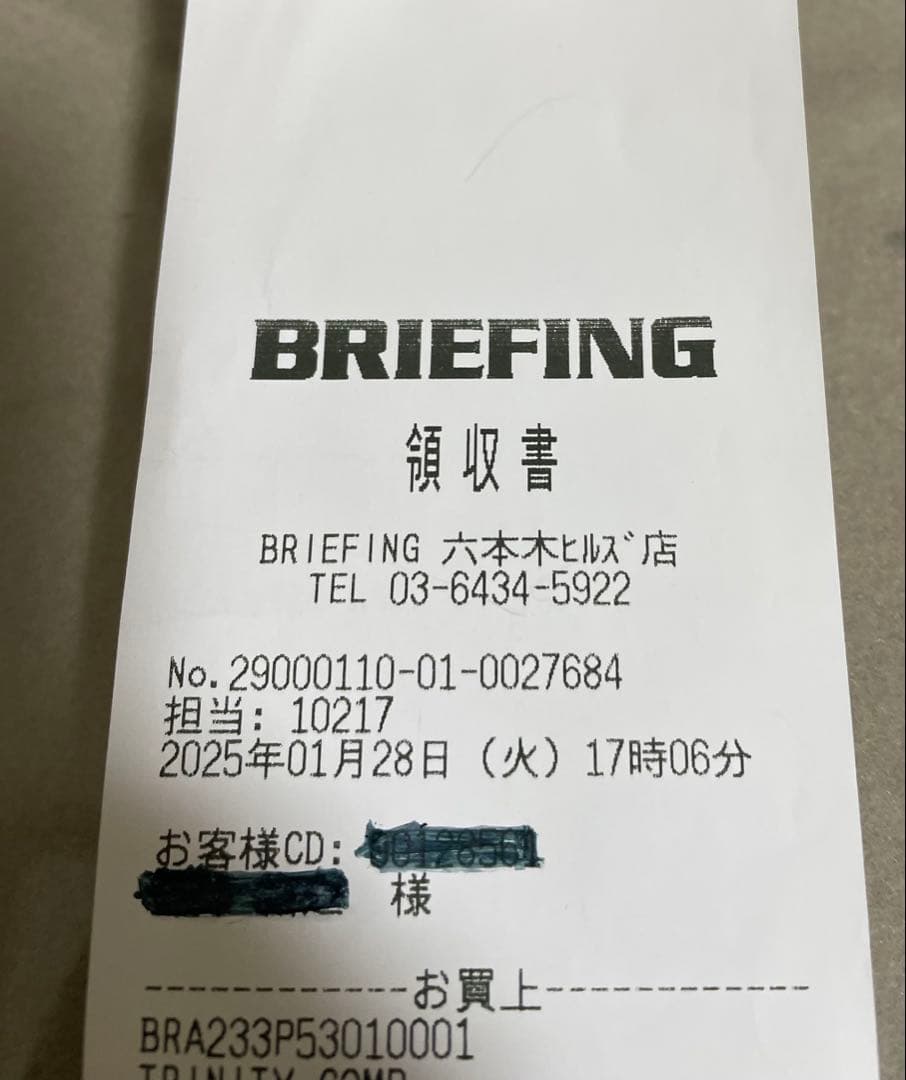 BRIEFING
領収書
BRIEFING 六本木ﾋﾙｽﾞ店
TEL 03-6434-5922
No.29000110-01-0027684
担当: 10217
2025年01月28日（火）17時06分
お客様CD:
様
------------お買上------------
BRA233P53010001
TRINITY COMP